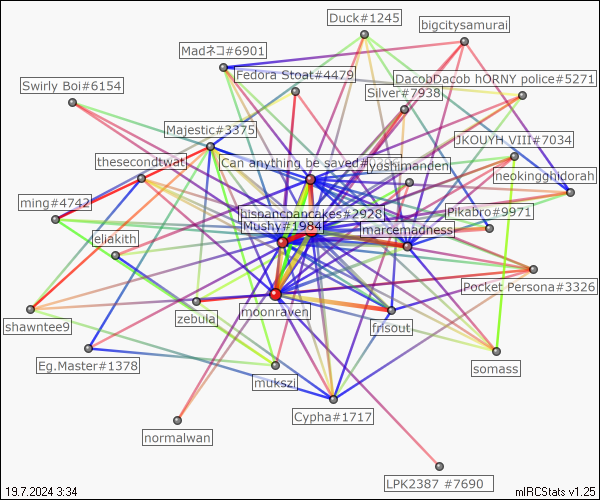 Duck#1245
bigcitysamurai
Madネコ#6901
Fedora Stoat#4479
DacobDacob hORNY police#5271
Swirly Boi#6154
Silver#7938
Majestic#3375
JKOUYH_VIII#7034
thesecondtwat
Can anything be saved#
yoshimanden
neokingghidorah
ming#4742
hisnancpancakes#2928
Pikabro#9971
Mushy#1984
marcemadness
eliakith
Pocket Persona#3326
moonraven
zebula
frisout
shawntee9
Eg.Master#1378
somass
mukszi
Cypha#1717
normalwan
LPK2387 #7690
19.7.2024 3:34
mIRCStats v1.25